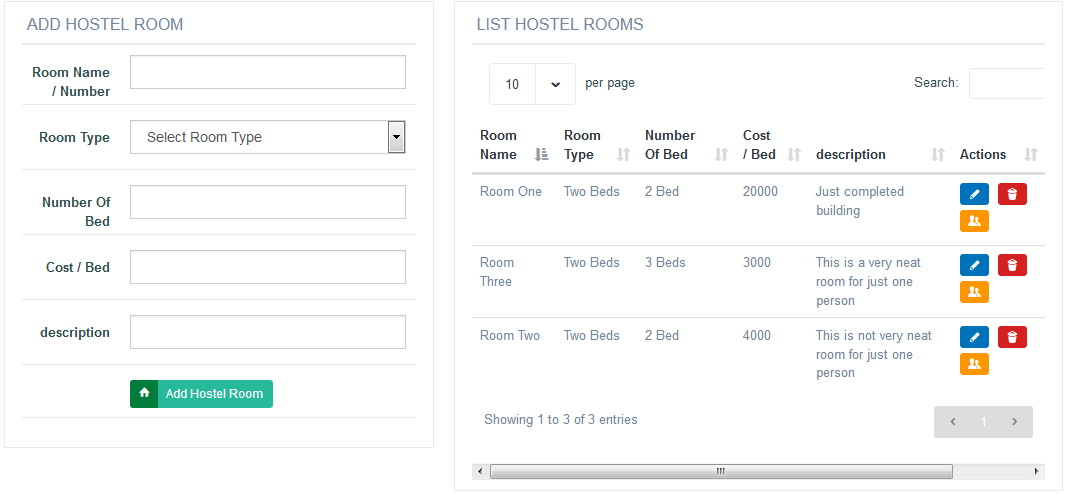 ADD HOSTEL ROOM
Room Name
/ Number
Room Type
Select Room Type
Number Of
Bed
Cost / Bed
description
Add Hostel Room
LIST HOSTEL ROOMS
10
per page
Search:
Room Name
Room Type
Number Of Bed
Cost / Bed
description
Actions
Room One
Two Beds
2 Bed
20000
Just completed
building
Room Three
Two Beds
3 Beds
3000
This is a very neat
room for just one
person
Room Two
Two Beds
2 Bed
4000
This is not very neat
room for just one
person
Showing 1 to 3 of 3 entries
1